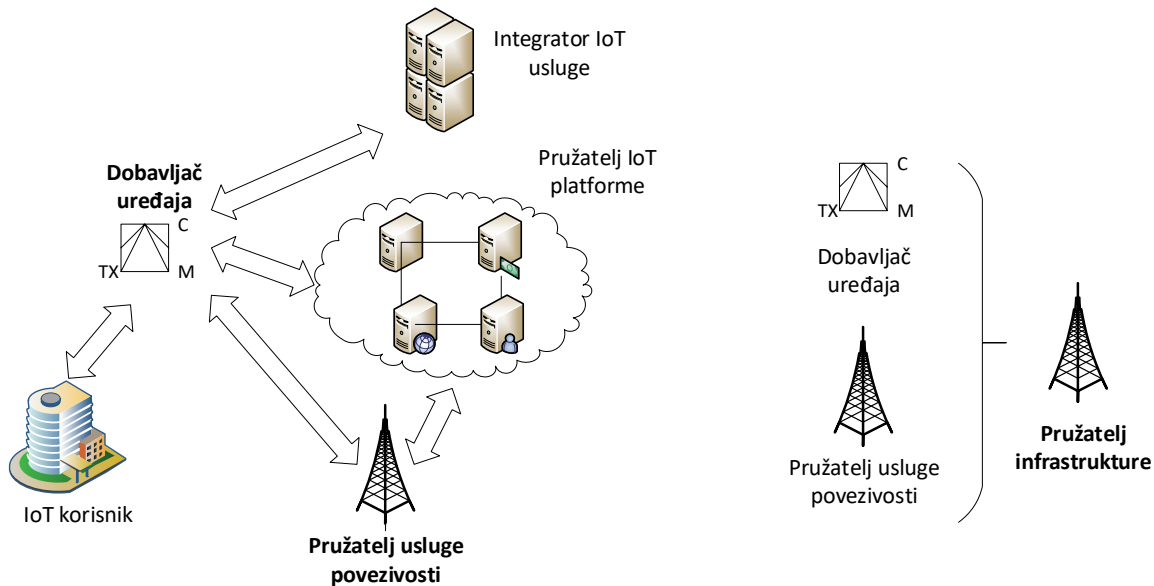 Integrator IoT
usluge
Pružatelj IoT
platforme
Dobavljač
uređaja
C
TX
M
IoT korisnik
Pružatelj usluge
povezivosti
C
TX
M
Dobavljač
uređaja
Pružatelj usluge
povezivosti
Pružatelj
infrastrukture